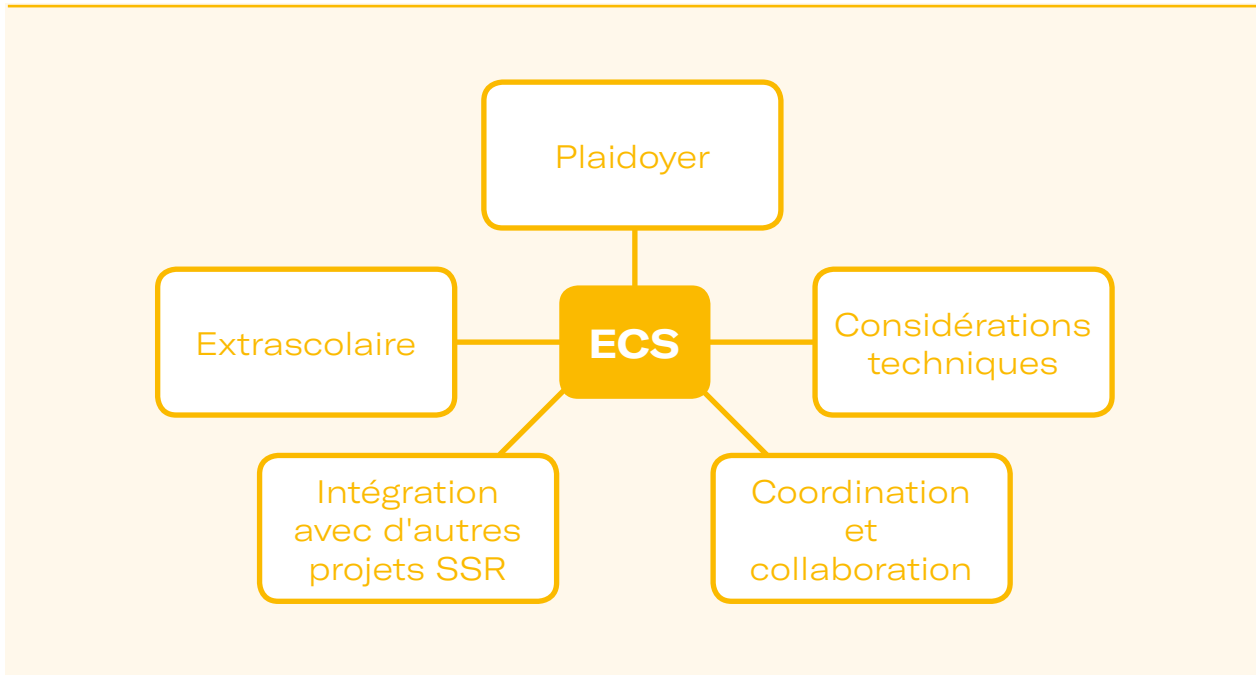 Plaidoyer
Extrascolaire
ECS
Considérations
techniques
Intégration
avec d'autres
projets SSR
Coordination
et
collaboration